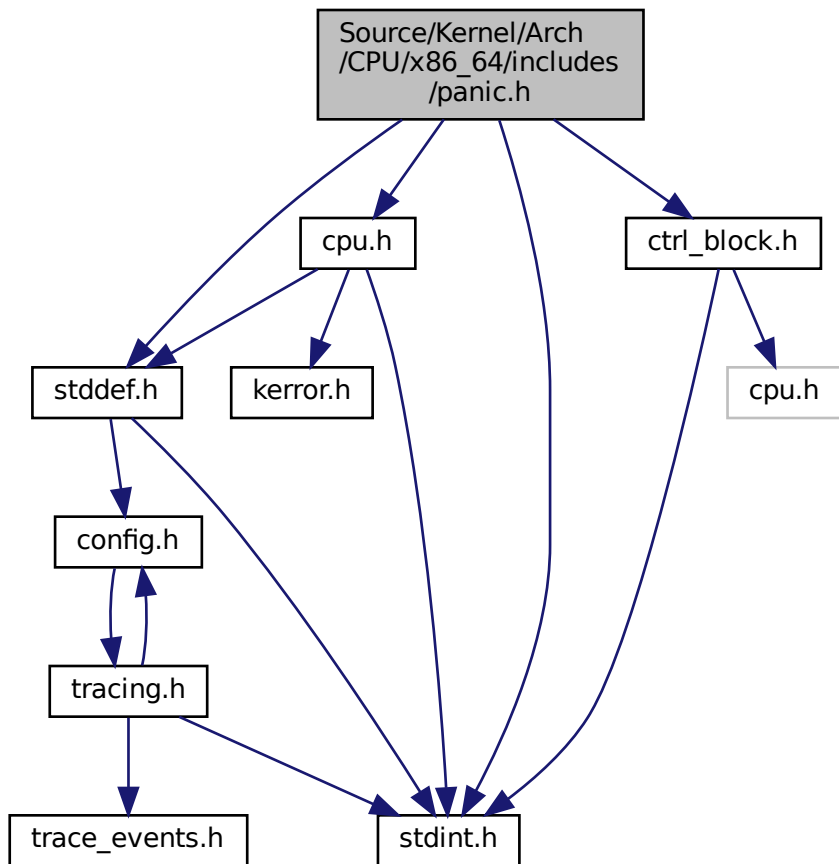 Source/Kernel/Arch
/CPU/x86_64/includes
/panic.h
cpu.h
ctrl_block.h
stddef.h
kerror.h
cpu.h
config.h
tracing.h
trace_events.h
stdint.h